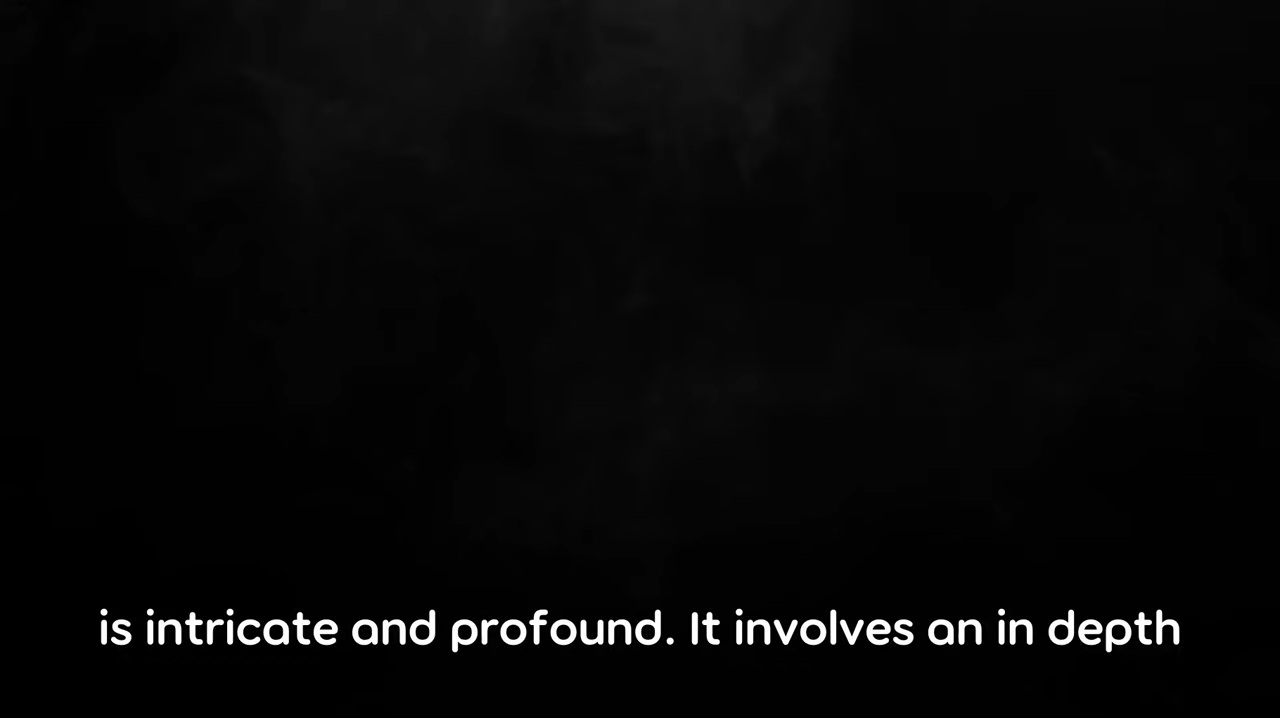 is intricate and profound. It involves an in depth